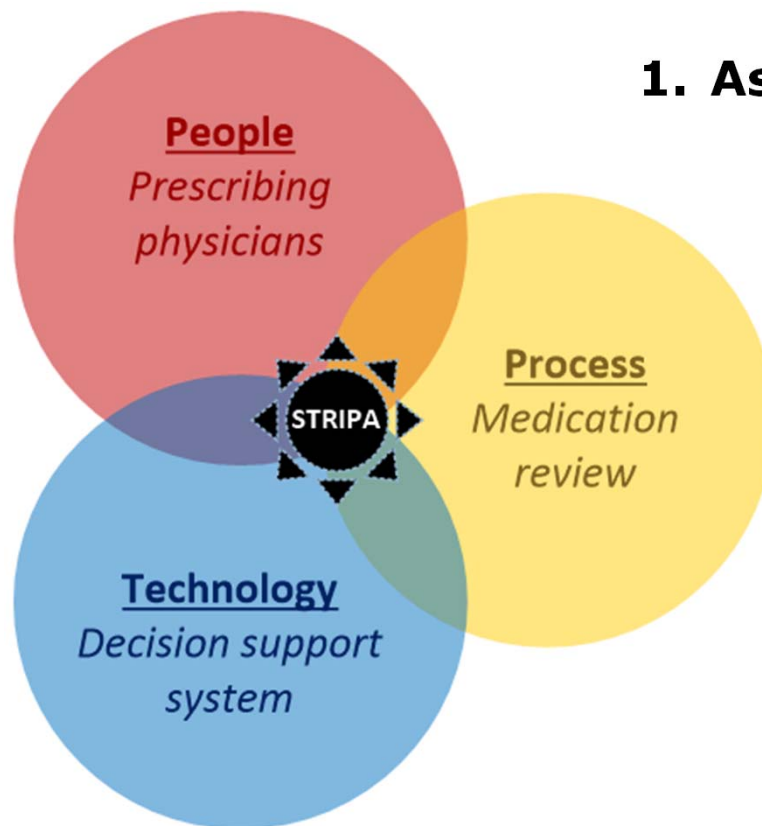 1. As
People
Prescribing
physicians
Process
Medication
review
STRIPA
Technology
Decision support
system